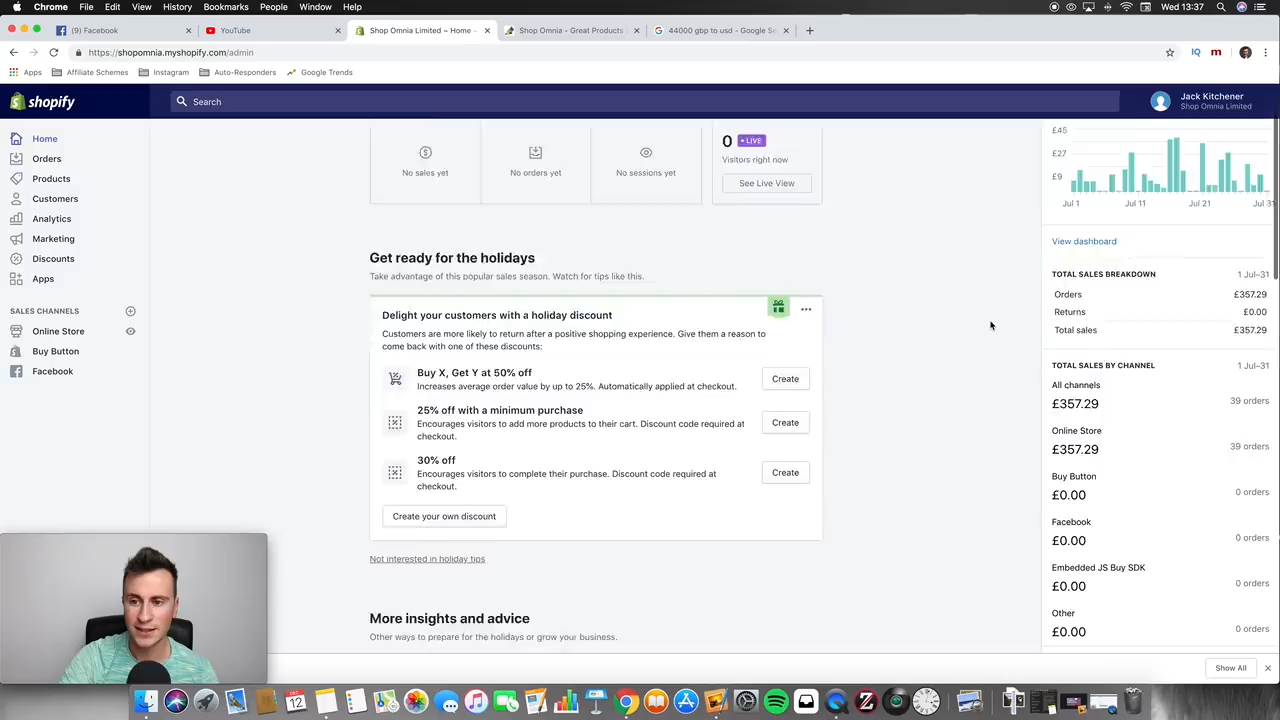 Chrome File Edit View History Bookmarks People Window Help
Wed 13:37
(9) Facebook
YouTube
Shop Omnia Limited ~ Home ~
Shop Omnia - Great Products
44000 gbp to usd - Google Se
https://shopomnia.myshopify.com/admin
Apps
Affiliate Schemes
Instagram
Auto-Responders
Google Trends
shopify
Search
Jack Kitchener
Shop Omnia Limited
Home
Orders
Products
Customers
Analytics
Marketing
Discounts
Apps
SALES CHANNELS
Online Store
Buy Button
Facebook
No sales yet
No orders yet
No sessions yet
0 • LIVE
Visitors right now
See Live View
Get ready for the holidays
Take advantage of this popular sales season. Watch for tips like this.
Delight your customers with a holiday discount
Customers are more likely to return after a positive shopping experience. Give them a reason to
come back with one of these discounts:
Buy X, Get Y at 50% off
Increases average order value by up to 25%. Automatically applied at checkout.
Create
25% off with a minimum purchase
Encourages visitors to add more products to their cart. Discount code required at
checkout.
Create
30% off
Encourages visitors to complete their purchase. Discount code required at
checkout.
Create
Create your own discount
Not interested in holiday tips
More insights and advice
Other ways to prepare for the holidays or grow your business.
£45
£27
£9
Jul 1
Jul 11
Jul 21
Jul 31
View dashboard
TOTAL SALES BREAKDOWN 1 Jul–31
Orders £357.29
Returns £0.00
Total sales £357.29
TOTAL SALES BY CHANNEL 1 Jul–31
All channels
£357.29 39 orders
Online Store
£357.29 39 orders
Buy Button
£0.00 0 orders
Facebook
£0.00 0 orders
Embedded JS Buy SDK
£0.00 0 orders
Other
£0.00 0 orders
Show All
DEC
12